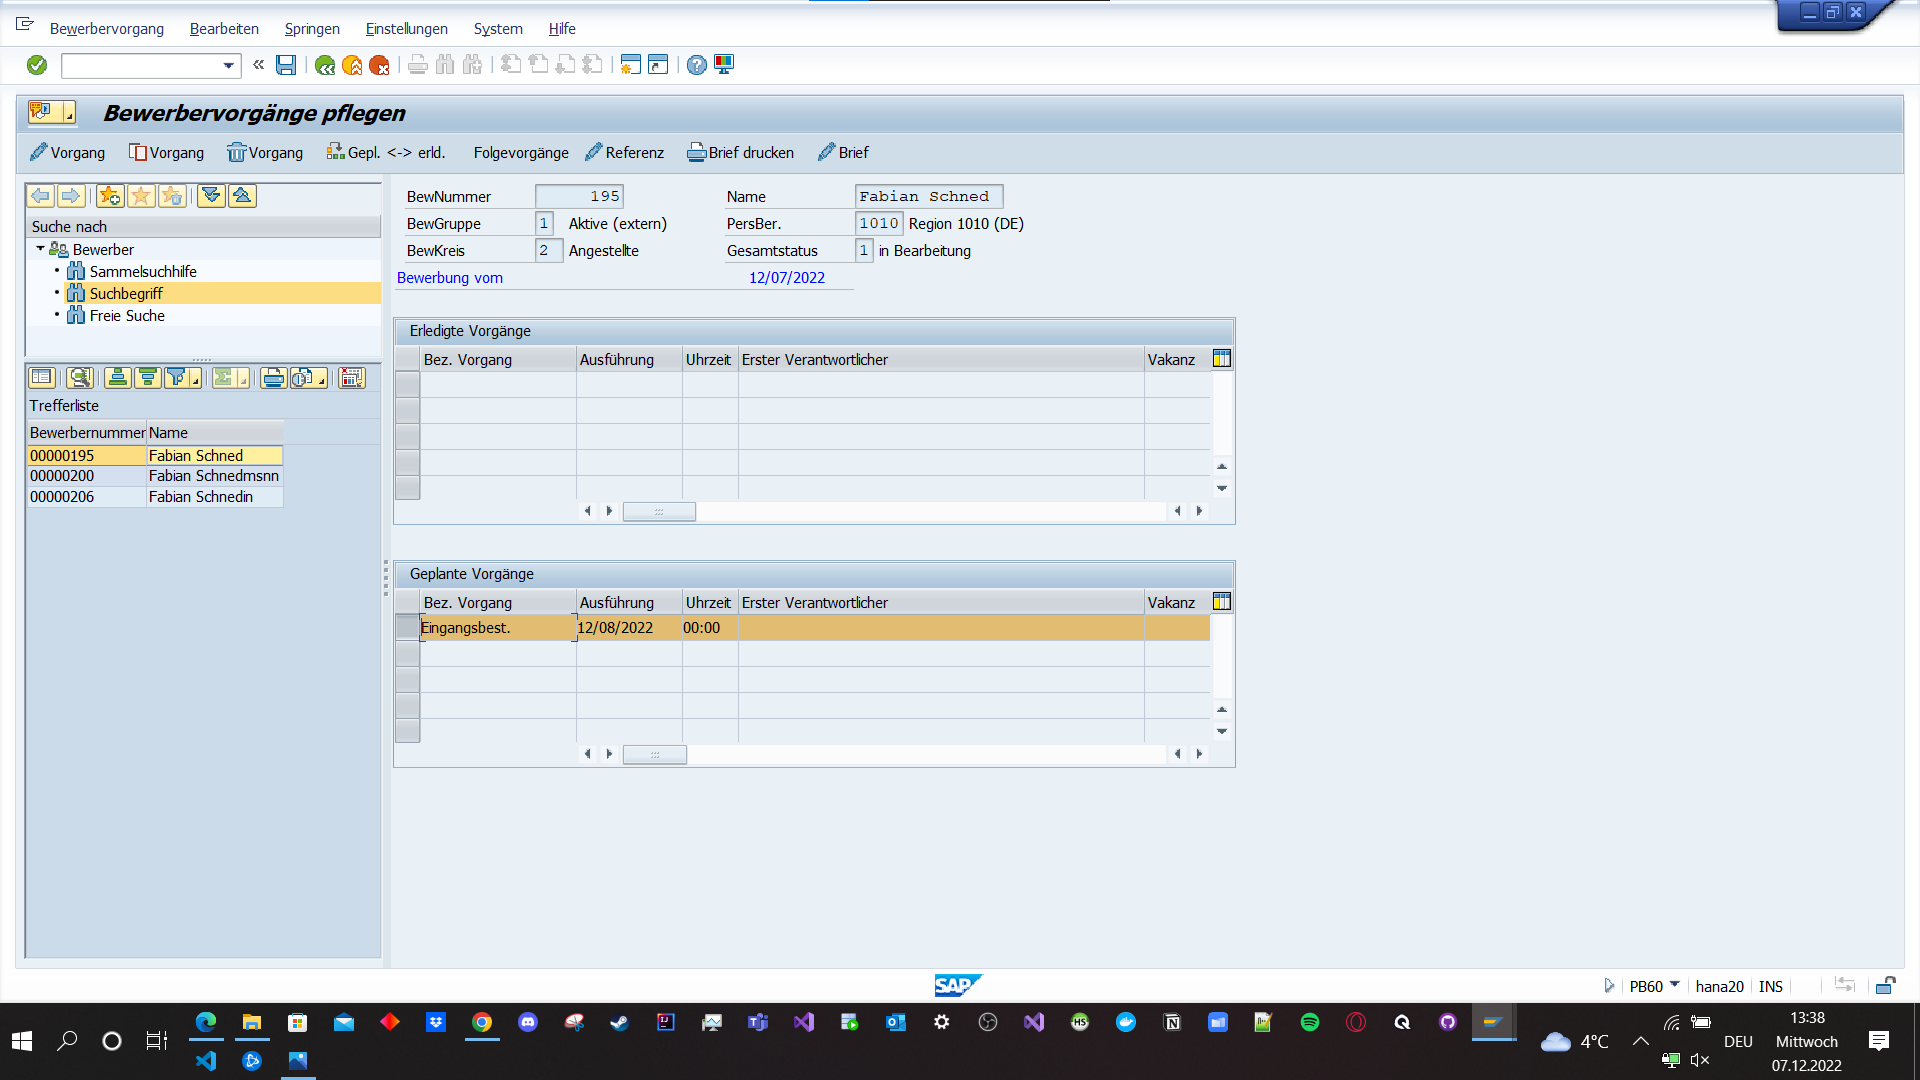 Bewerbervorgang Bearbeiten Springen Einstellungen System Hilfe
Bewerbervorgänge pflegen
Vorgang Vorgang Vorgang Gepl. <-> erld. Folgevorgänge Referenz Brief drucken Brief
Suche nach
Bewerber
Sammelsuchhilfe
Suchbegriff
Freie Suche
Trefferliste
Bewerbernummer Name
00000195 Fabian Schned
00000200 Fabian Schnedmsnn
00000206 Fabian Schnedin
BewNummer 195 Name Fabian Schned
BewGruppe 1 Aktive (extern) PersBer. 1010 Region 1010 (DE)
BewKreis 2 Angestellte Gesamtstatus 1 in Bearbeitung
Bewerbung vom 12/07/2022
Erledigte Vorgänge
Bez. Vorgang Ausführung Uhrzeit Erster Verantwortlicher Vakanz
Geplante Vorgänge
Bez. Vorgang Ausführung Uhrzeit Erster Verantwortlicher Vakanz
Eingangsbest. 12/08/2022 00:00
SAP
PB60 hana20 INS
4°C
DEU
13:38
Mittwoch
07.12.2022